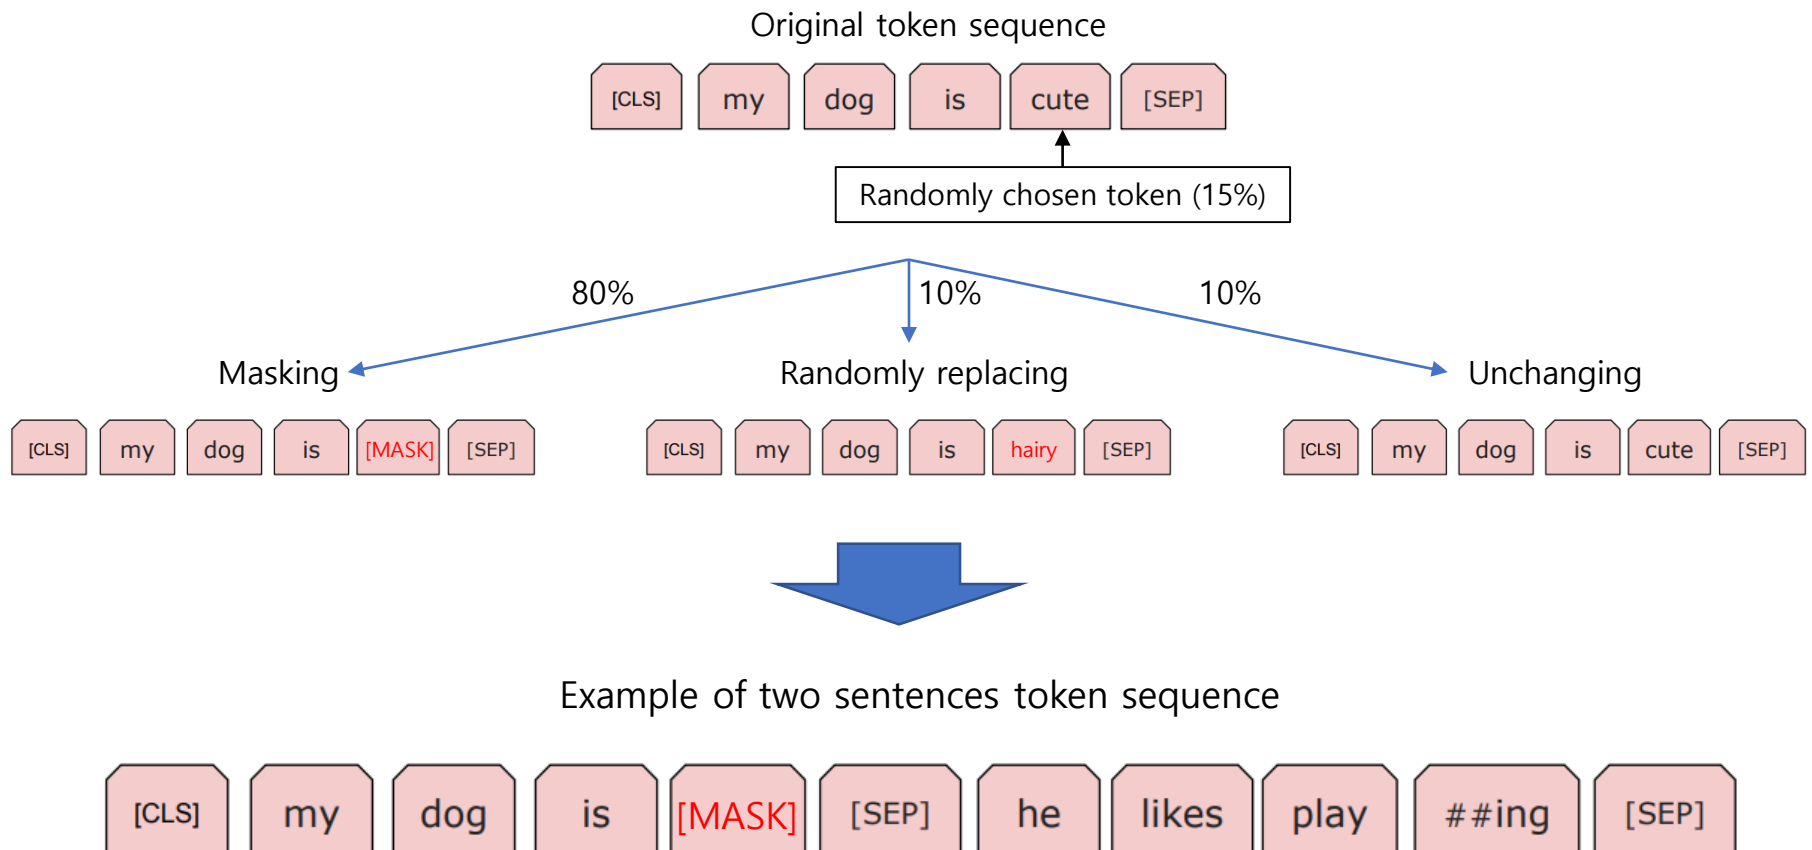 Original token sequence
[CLS] my dog is cute [SEP]
Randomly chosen token (15%)
80% 10% 10%
Masking Randomly replacing Unchanging
[CLS] my dog is [MASK] [SEP] [CLS] my dog is hairy [SEP] [CLS] my dog is cute [SEP]
Example of two sentences token sequence
[CLS] my dog is [MASK] [SEP] he likes play ##ing [SEP]